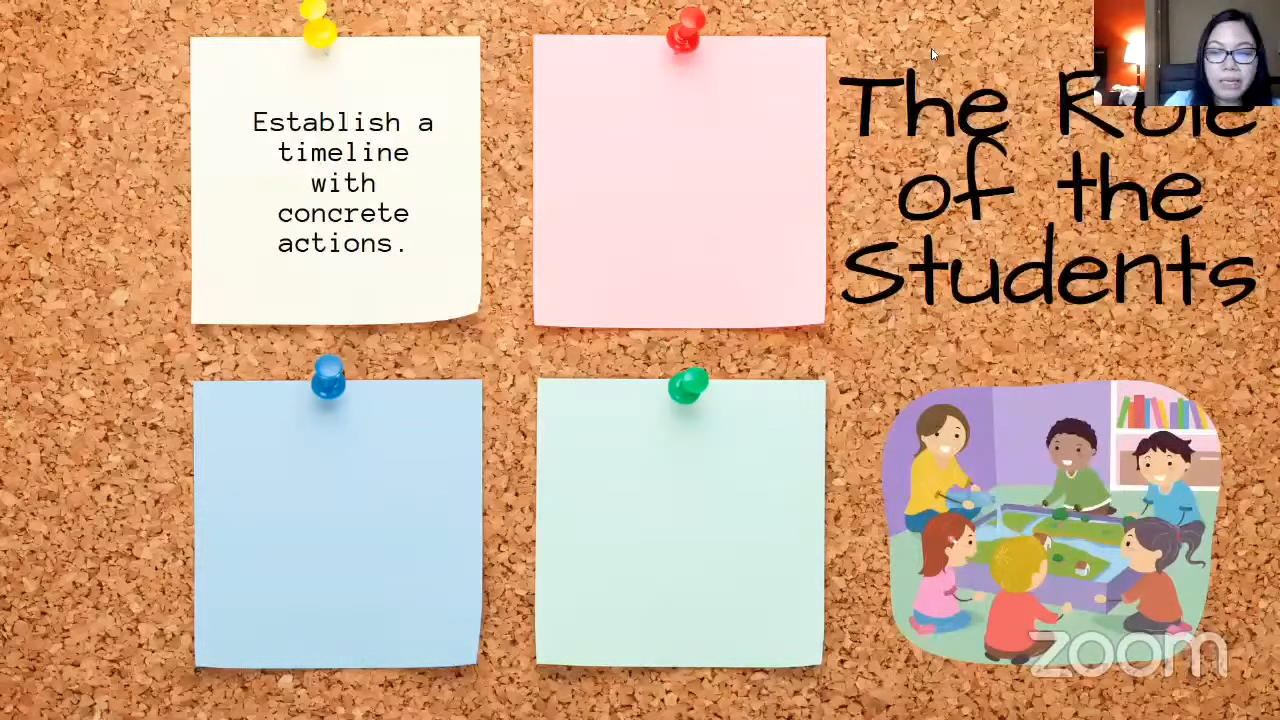 Establish a
timeline
with
concrete
actions.
The
of the
Students
zoom